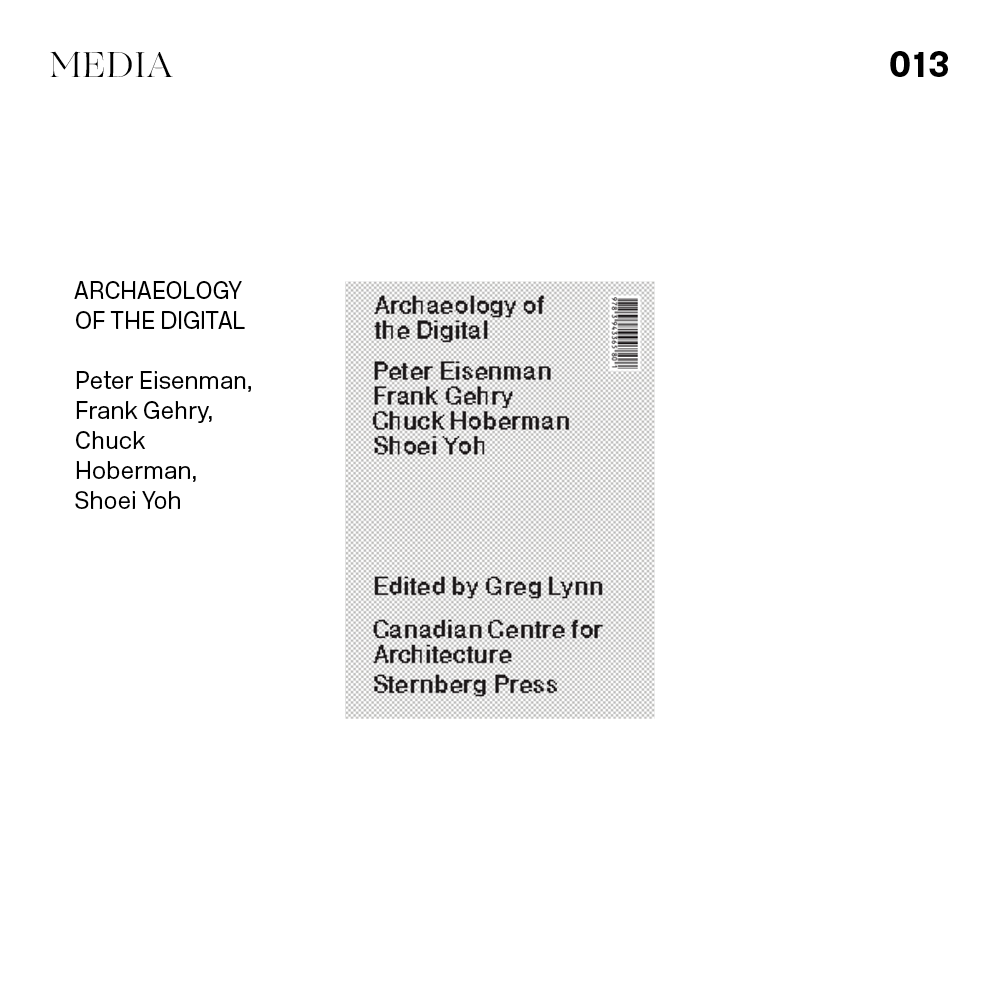 MEDIA
013
ARCHAEOLOGY
OF THE DIGITAL
Peter Eisenman,
Frank Gehry,
Chuck
Hoberman,
Shoei Yoh
Archaeology of
the Digital
Peter Eisenman
Frank Gehry
Chuck Hoberman
Shoei Yoh
Edited by Greg Lynn
Canadian Centre for
Architecture
Sternberg Press